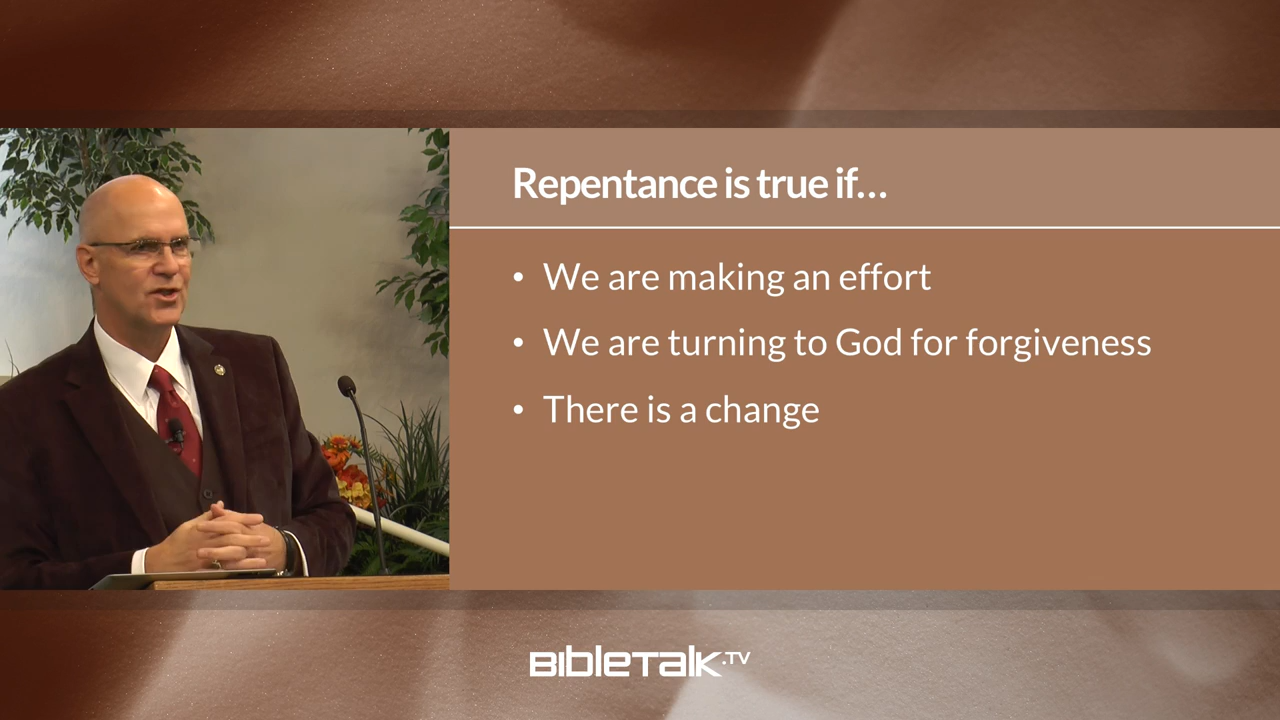 Repentance is true if...
• We are making an effort
• We are turning to God for forgiveness
• There is a change
BIBLETALK.TV